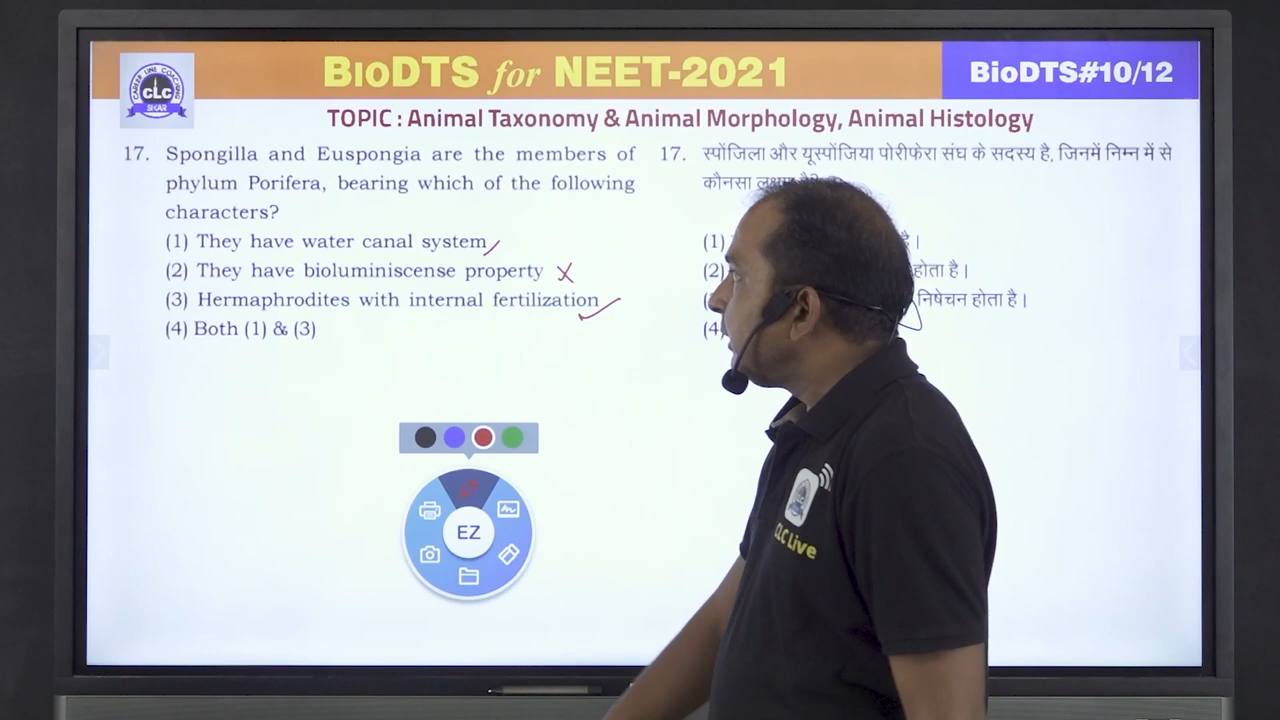 BIODTS for NEET-2021
BIODTS#10/12
CAREER LINE COACHING
CLC
SIKAR
TOPIC : Animal Taxonomy & Animal Morphology, Animal Histology
17. Spongilla and Euspongia are the members of
phylum Porifera, bearing which of the following
characters?
(1) They have water canal system
(2) They have bioluminiscense property
(3) Hermaphrodites with internal fertilization
(4) Both (1) & (3)
17. स्पोंजिला और यूस्पोंजिया पोरीफेरा संघ के सदस्य है, जिनमें निम्न में से
कौनसा लक्षण है?
(1) है।
(2) होता है।
निषेचन होता है।
(4)
EZ
CLC Live